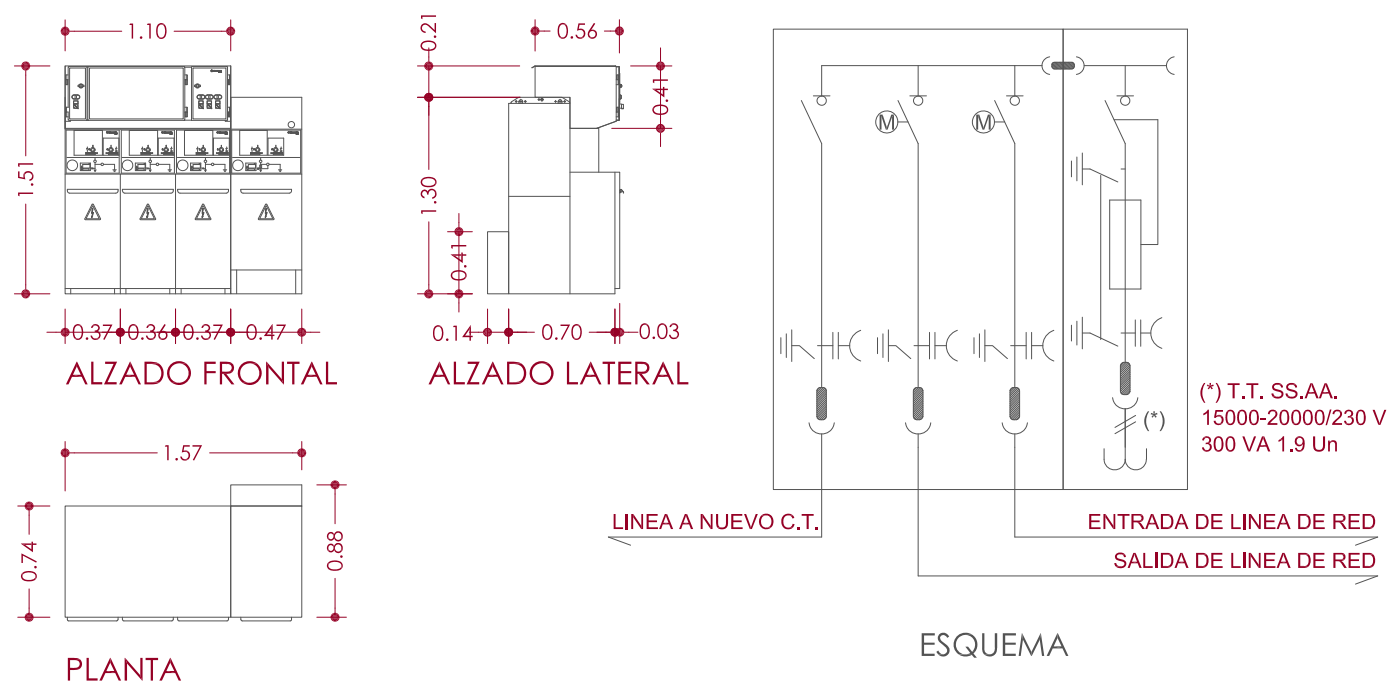 1.10
1.51
0.37
0.36
0.37
0.47
ALZADO FRONTAL
0.21
0.56
0.41
1.30
0.41
0.14
0.70
0.03
ALZADO LATERAL
1.57
0.74
0.88
PLANTA
M
M
(*)
(*) T.T. SS.AA.
15000-20000/230 V
300 VA 1.9 Un
LINEA A NUEVO C.T.
ENTRADA DE LINEA DE RED
SALIDA DE LINEA DE RED
ESQUEMA